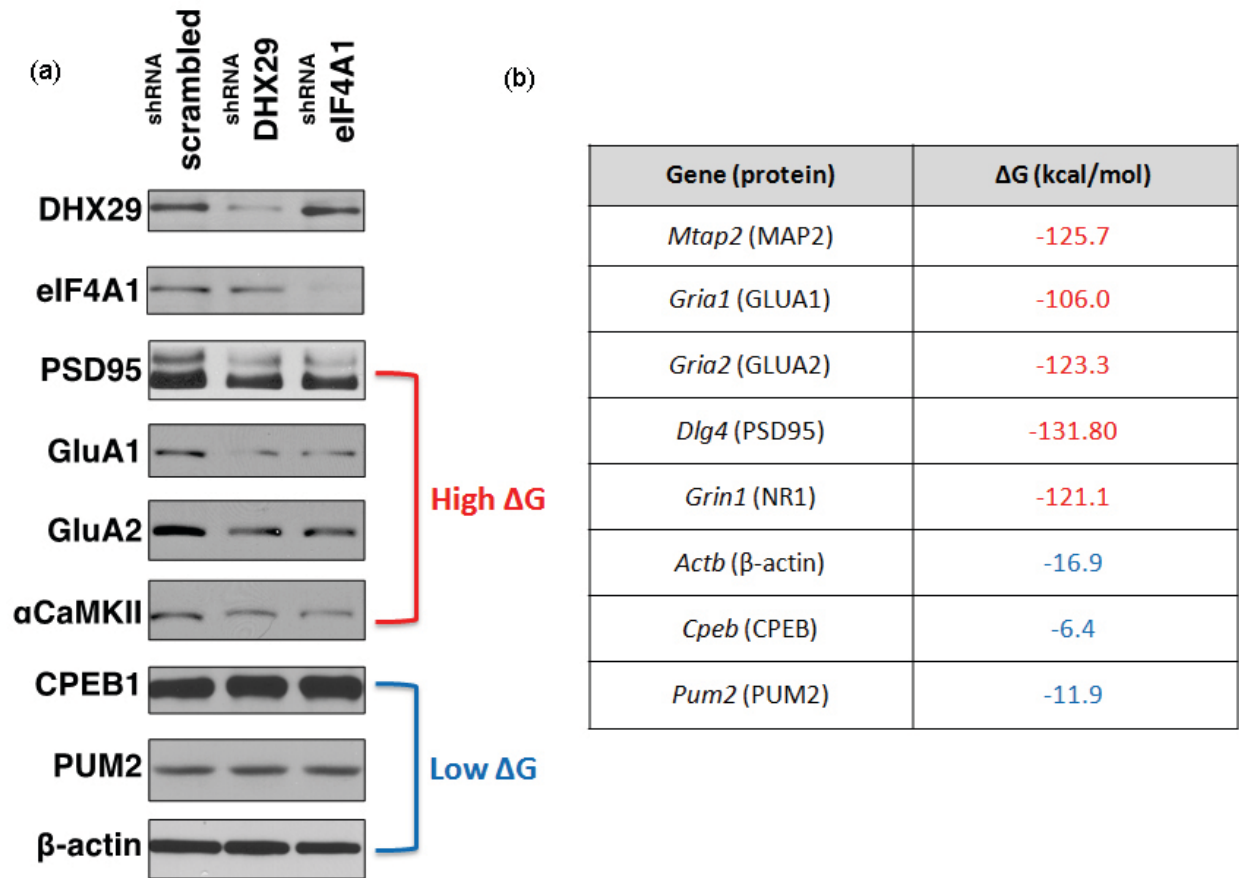 (a)
shRNA scrambled
shRNA DHX29
shRNA eIF4A1
DHX29
eIF4A1
PSD95
GluA1
GluA2
αCaMKII
High ΔG
CPEB1
PUM2
β-actin
Low ΔG
(b)
Gene (protein) ΔG (kcal/mol)
Mtap2 (MAP2) -125.7
Gria1 (GLUA1) -106.0
Gria2 (GLUA2) -123.3
Dlg4 (PSD95) -131.80
Grin1 (NR1) -121.1
Actb (β-actin) -16.9
Cpeb (CPEB) -6.4
Pum2 (PUM2) -11.9